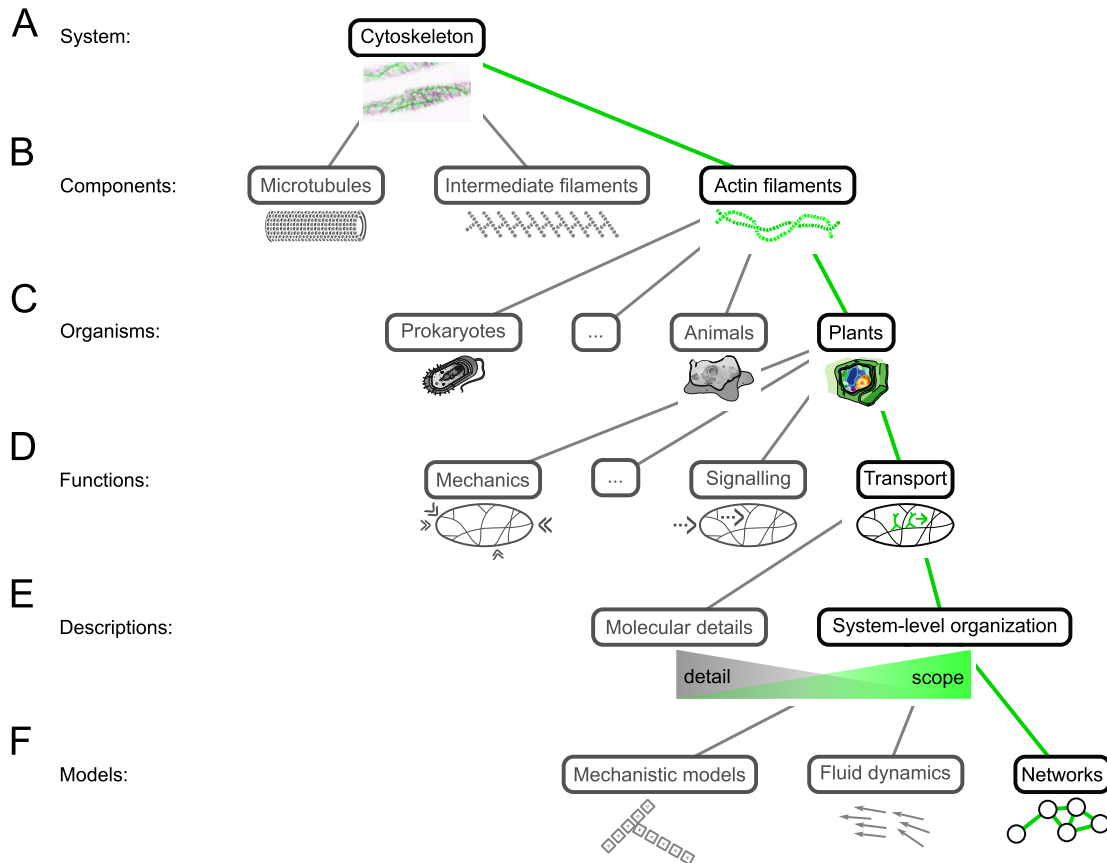 A
System:
Cytoskeleton
B
Components:
Microtubules
Intermediate filaments
Actin filaments
C
Organisms:
Prokaryotes
...
Animals
Plants
D
Functions:
Mechanics
...
Signalling
Transport
E
Descriptions:
Molecular details
System-level organization
detail
scope
F
Models:
Mechanistic models
Fluid dynamics
Networks